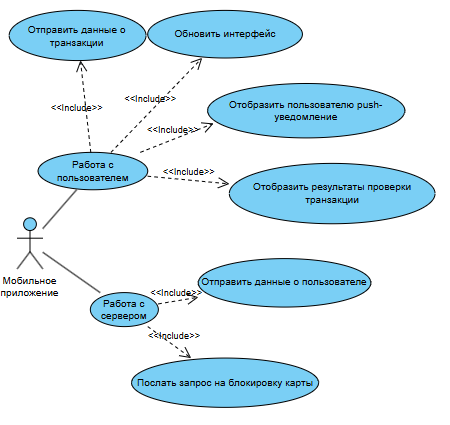 Отправить данные о
транзакции
Обновить интерфейс
<<Include>>
<<Include>>
Отобразить пользователю push-
уведомление
<<Include>>
Работа с
пользователем
<<Include>>
Отобразить результаты проверки
транзакции
Мобильное
приложение
Отправить данные о пользователе
<<Include>>
Работа с
сервером
<<Include>>
Послать запрос на блокировку карты